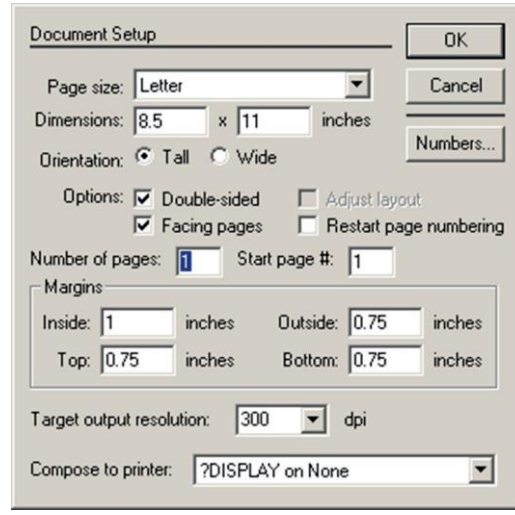 Document Setup
OK
Page size: Letter
Cancel
Dimensions: 8.5 x 11 inches
Numbers...
Orientation: Tall Wide
Options: Double-sided Adjust layout
Facing pages Restart page numbering
Number of pages: 1 Start page #: 1
Margins
Inside: 1 inches Outside: 0.75 inches
Top: 0.75 inches Bottom: 0.75 inches
Target output resolution: 300 dpi
Compose to printer: ?DISPLAY on None